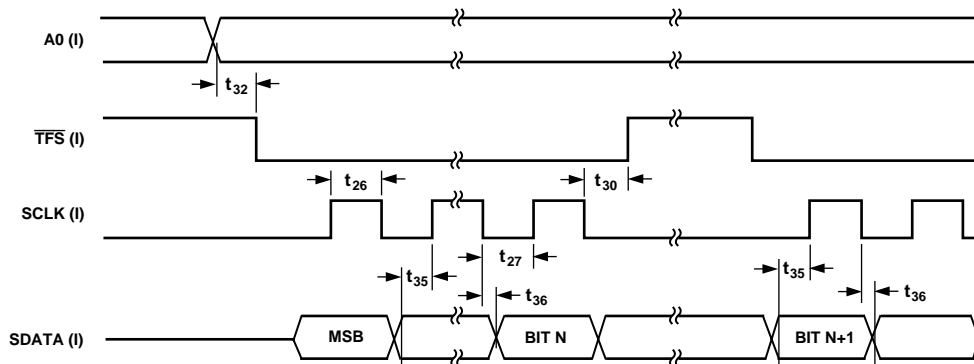 A0 (I)
t32
TFS (I)
t26
t30
SCLK (I)
t27
t35
t35
t36
t36
SDATA (I)
MSB
BIT N
BIT N+1